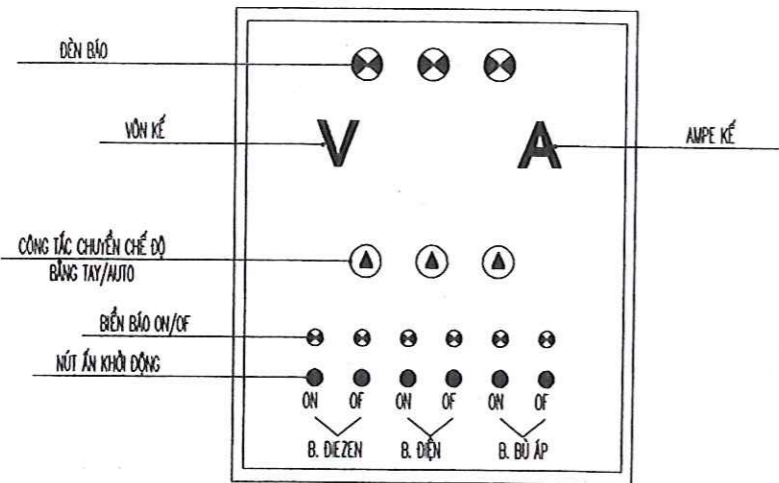 ĐÈN BÁO
VÔN KẾ
V
A
AMPE KẾ
CÔNG TẮC CHUYỂN CHẾ ĐỘ
BẰNG TAY/AUTO
BIỂN BÁO ON/OF
NÚT ẤN KHỞI ĐỘNG
ON OF ON OF ON OF
B. ĐIEZEN B. ĐIỆN B. BÙ ÁP